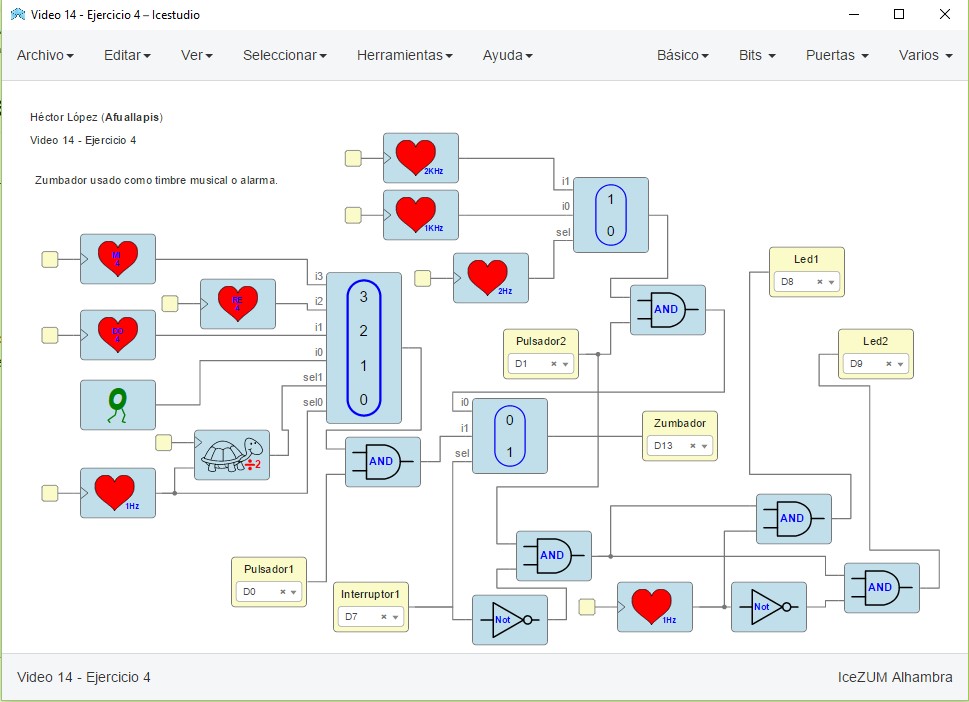 Video 14 - Ejercicio 4 – Icestudio
Archivo Editar Ver Seleccionar Herramientas Ayuda Básico Bits Puertas Varios
Héctor López (Afuallapis)
Video 14 - Ejercicio 4
Zumbador usado como timbre musical o alarma.
2KHz
1KHz
2Hz
i1
i0
sel
1
0
AND
MI
4
RE
4
DO
4
0
÷2
1Hz
i3
i2
i1
i0
sel1
sel0
3
2
1
0
AND
Pulsador2
D1
Led1
D8
Led2
D9
i0
i1
sel
0
1
Zumbador
D13
Pulsador1
D0
Interruptor1
D7
AND
Not
1Hz
AND
Not
AND
Video 14 - Ejercicio 4
IceZUM Alhambra